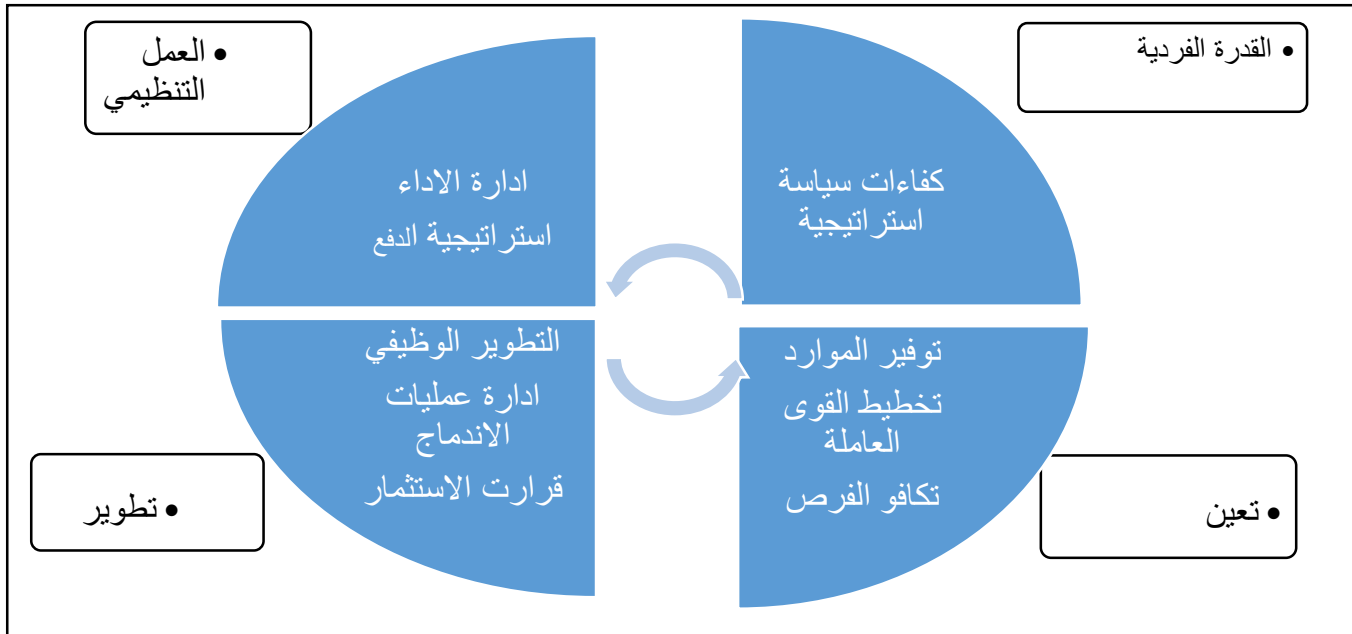 • القدرة الفردية
كفاءات سياسة
استراتيجية
• العمل
التنظيمي
ادارة الاداء
استراتيجية الدفع
توفير الموارد
تخطيط القوى
العاملة
تكافو الفرص
• تعين
التطوير الوظيفي
ادارة عمليات
الاندماج
قرارت الاستثمار
• تطوير